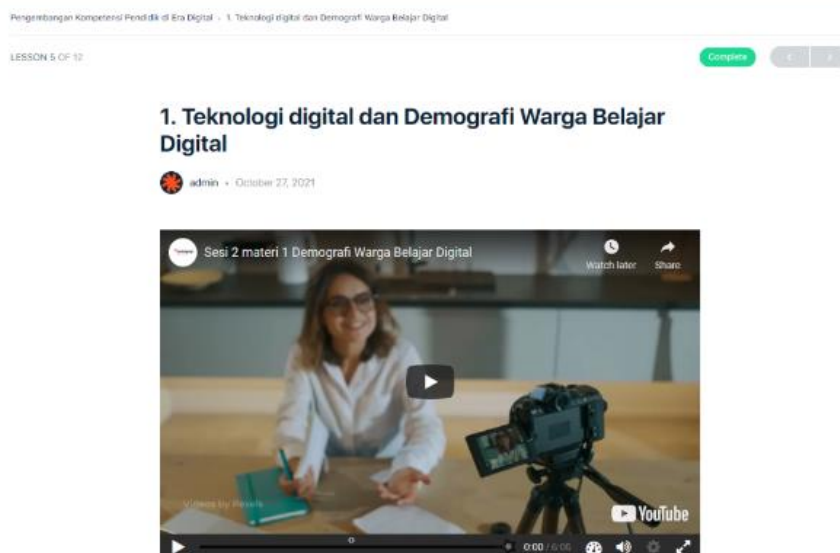 Pengembangan Kompetensi Pendidik di Era Digital › 1. Teknologi digital dan Demografi Warga Belajar Digital
LESSON 5 OF 12
Complete
1. Teknologi digital dan Demografi Warga Belajar
Digital
admin • October 27, 2021
Sesi 2 materi 1 Demografi Warga Belajar Digital
Watch later
Share
Videos by Pexels
YouTube
0:00 / 6:06